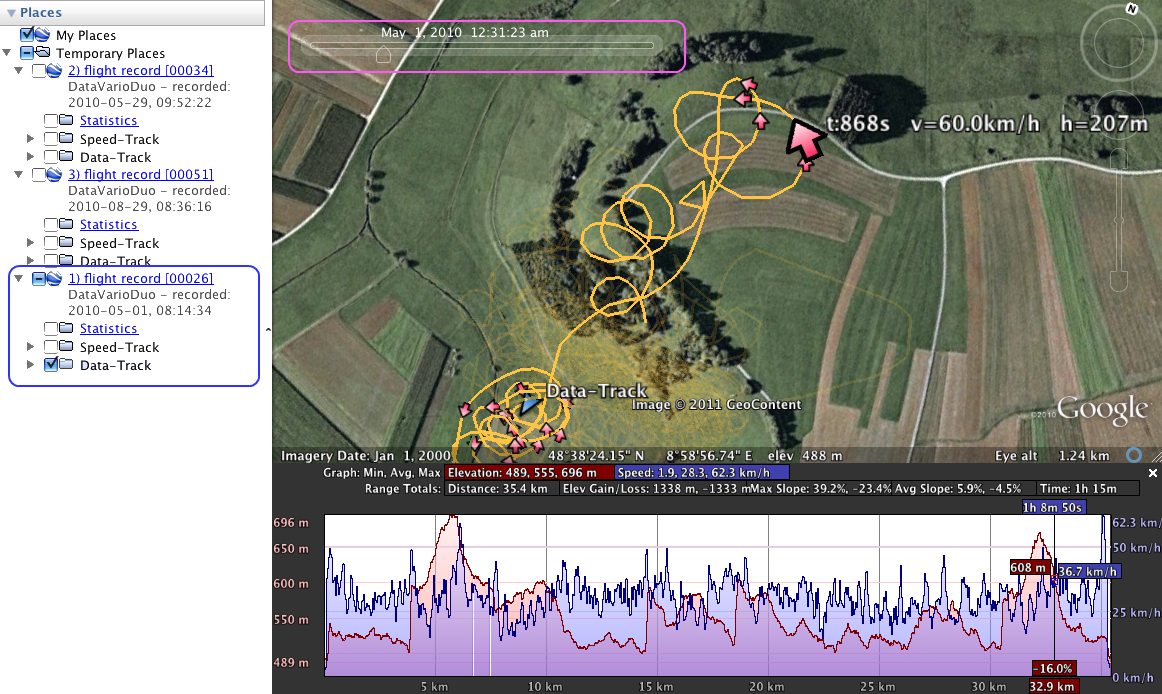 Places
My Places
Temporary Places
2) flight record [00034]
DataVarioDuo – recorded:
2010-05-29, 09:52:22
Statistics
Speed-Track
Data-Track
3) flight record [00051]
DataVarioDuo – recorded:
2010-08-29, 08:36:16
Statistics
Speed-Track
Data-Track
1) flight record [00026]
DataVarioDuo – recorded:
2010-05-01, 08:14:34
Statistics
Speed-Track
Data-Track
May 1, 2010 12:31:23 am
N
t:868s v=60.0km/h h=207m
Data-Track
Image © 2011 GeoContent
©2010 Google
Imagery Date: Jan 1, 2000 48°38'24.15" N 8°58'56.74" E elev 488 m Eye alt 1.24 km
Graph: Min, Avg, Max Elevation: 489, 555, 696 m Speed: 1.9, 28.3, 62.3 km/h
Range Totals: Distance: 35.4 km Elev Gain/Loss: 1338 m, -1333 m Max Slope: 39.2%, -23.4% Avg Slope: 5.9%, -4.5% Time: 1h 15m
1h 8m 50s
696 m 62.3 km/
650 m 50 km/h
608 m 36.7 km/h
600 m
550 m 25 km/h
489 m -16.0% 0 km/h
5 km 10 km 15 km 20 km 25 km 30 km 32.9 km